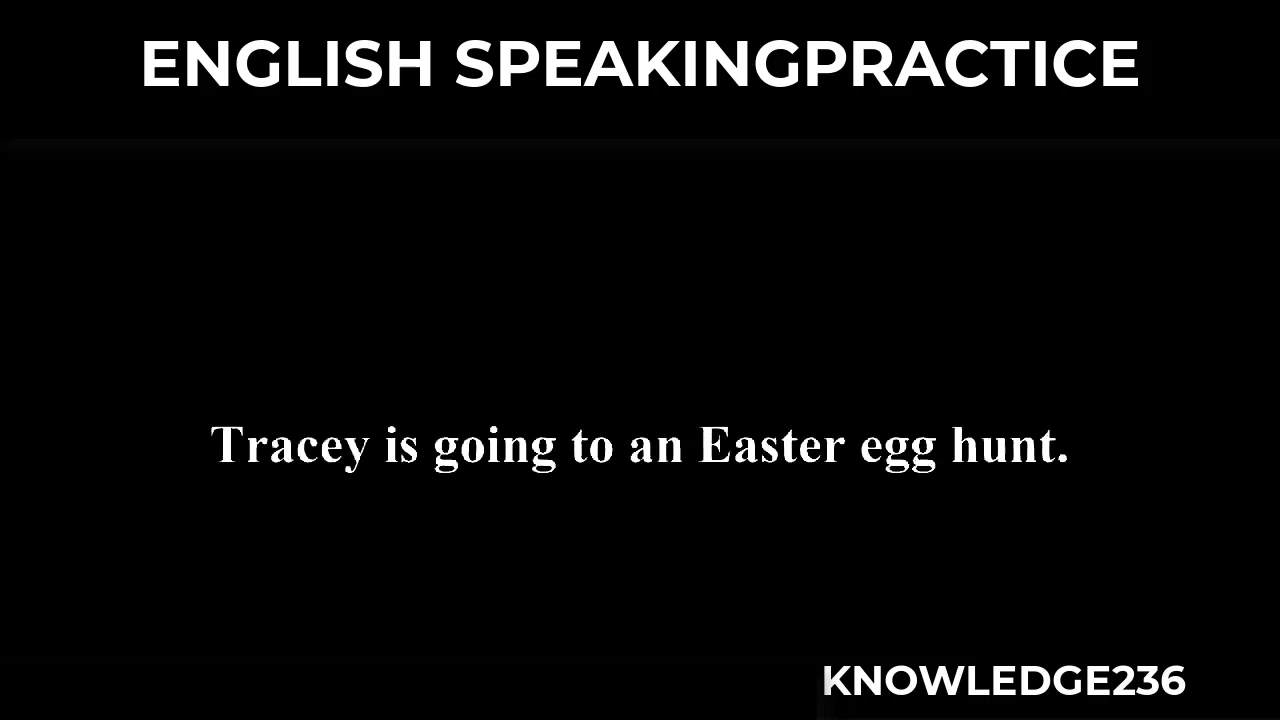 ENGLISH SPEAKINGPRACTICE
Tracey is going to an Easter egg hunt.
KNOWLEDGE236